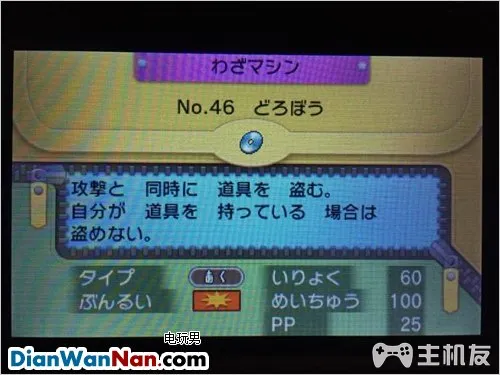 わざマシン
No.46 どろぼう
攻撃と 同時に 道具を 盗む。
自分が 道具を 持っている 場合は
盗めない。
タイプ あく いりょく 60
ぶんるい めいちゅう 100
PP 25
电玩男
DianWanNan.com
主机友